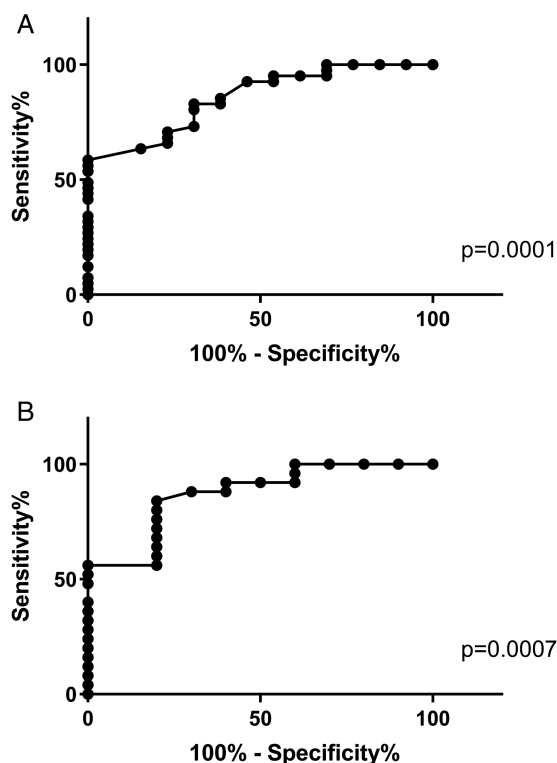 A
Sensitivity%
100
50
0
0 50 100
100% - Specificity%
p=0.0001
B
Sensitivity%
100
50
0
0 50 100
100% - Specificity%
p=0.0007